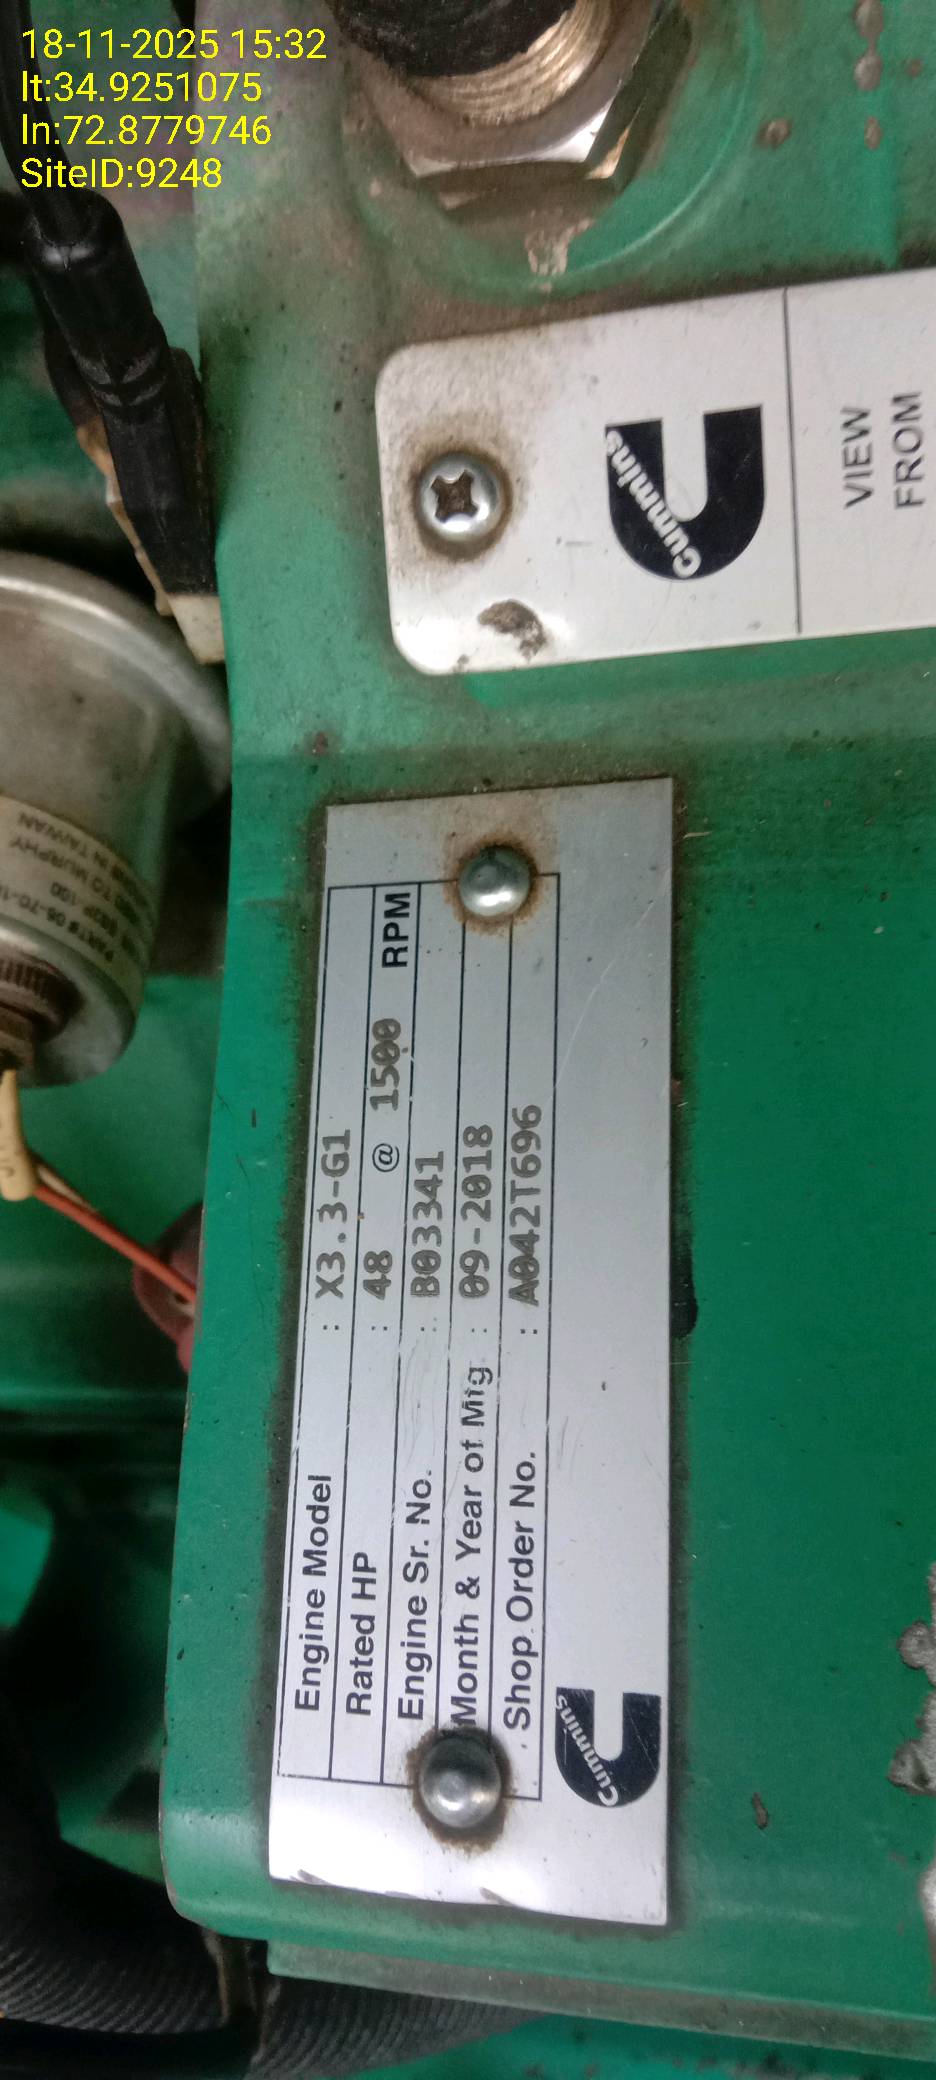 18-11-2025 15:32
lt:34.9251075
ln:72.8779746
SiteID:9248
Cummins
VIEW
FROM
MURPHY
IN TAIWAN
Engine Model : X3.3-G1
Rated HP : 48 @ 1500 RPM
Engine Sr. No. : B03341
Month & Year of Mfg : 09-2018
Shop Order No. : A042T696
Cummins